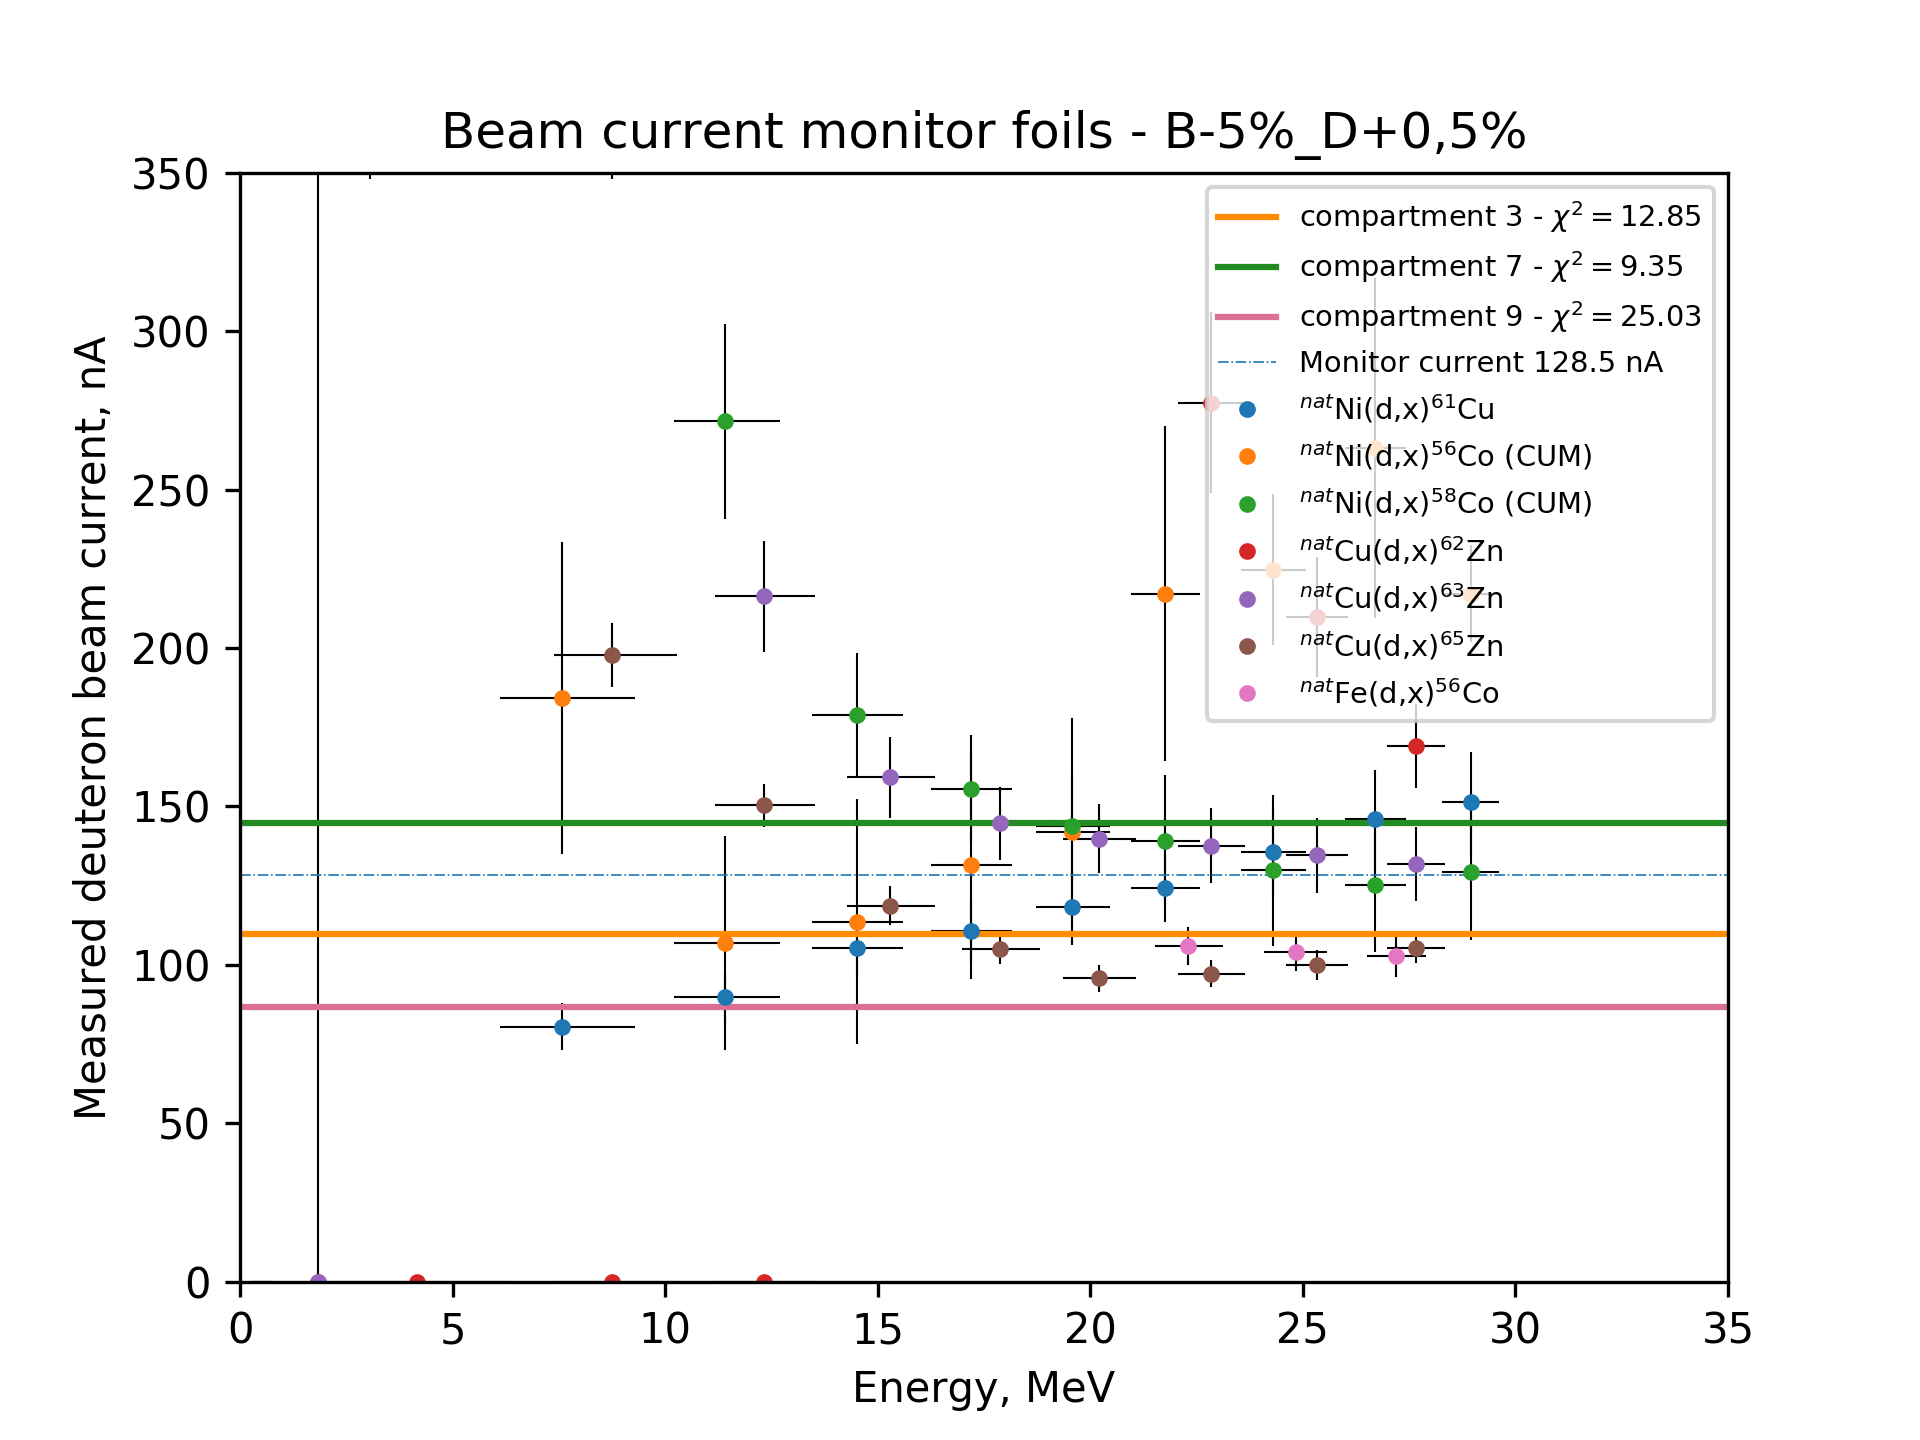 Beam current monitor foils - B-5%_D+0,5%
Measured deuteron beam current, nA
350
300
250
200
150
100
50
0
compartment 3 - χ² = 12.85
compartment 7 - χ² = 9.35
compartment 9 - χ² = 25.03
Monitor current 128.5 nA
ⁿᵃᵗNi(d,x)⁶¹Cu
ⁿᵃᵗNi(d,x)⁵⁶Co (CUM)
ⁿᵃᵗNi(d,x)⁵⁸Co (CUM)
ⁿᵃᵗCu(d,x)⁶²Zn
ⁿᵃᵗCu(d,x)⁶³Zn
ⁿᵃᵗCu(d,x)⁶⁵Zn
ⁿᵃᵗFe(d,x)⁵⁶Co
0 5 10 15 20 25 30 35
Energy, MeV